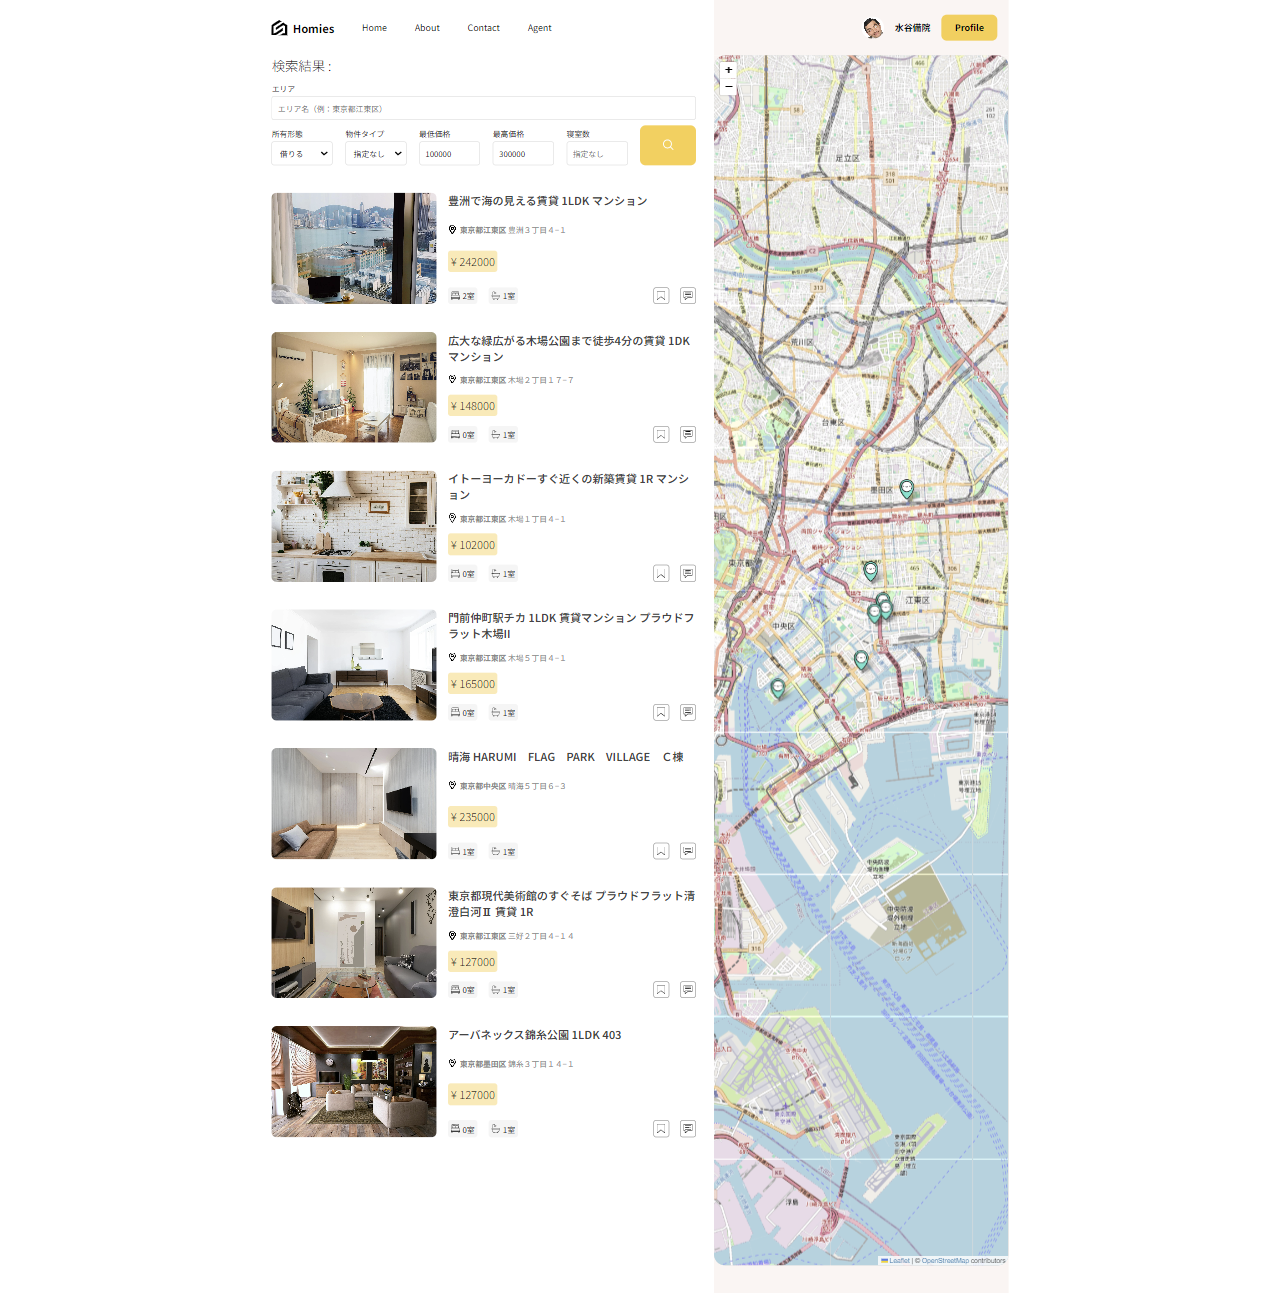 Homies
Home
About
Contact
Agent
水谷備院
Profile
検索結果 :
エリア
エリア名（例：東京都江東区）
所有形態
物件タイプ
最低価格
最高価格
寝室数
借りる
指定なし
100000
300000
指定なし
豊洲で海の見える賃貸 1LDK マンション
東京都江東区 豊洲３丁目４−１
¥ 242000
2室
1室
広大な緑広がる木場公園まで徒歩4分の賃貸 1DK
マンション
東京都江東区 木場２丁目１７−７
¥ 148000
0室
1室
イトーヨーカドーすぐ近くの新築賃貸 1R マンシ
ョン
東京都江東区 木場１丁目４−１
¥ 102000
0室
1室
門前仲町駅チカ 1LDK 賃貸マンション プラウドフ
ラット木場II
東京都江東区 木場５丁目４−１
¥ 165000
0室
1室
晴海 HARUMI　FLAG　PARK　VILLAGE　Ｃ棟
東京都中央区 晴海５丁目６−３
¥ 235000
1室
1室
東京都現代美術館のすぐそば プラウドフラット清
澄白河Ⅱ 賃貸 1R
東京都江東区 三好２丁目４−１４
¥ 127000
0室
1室
アーバネックス錦糸公園 1LDK 403
東京都墨田区 錦糸３丁目１４−１
¥ 127000
0室
1室
+
−
足立区
荒川区
台東区
墨田区
東京都
江東区
中央区
浮島
Leaflet | © OpenStreetMap contributors